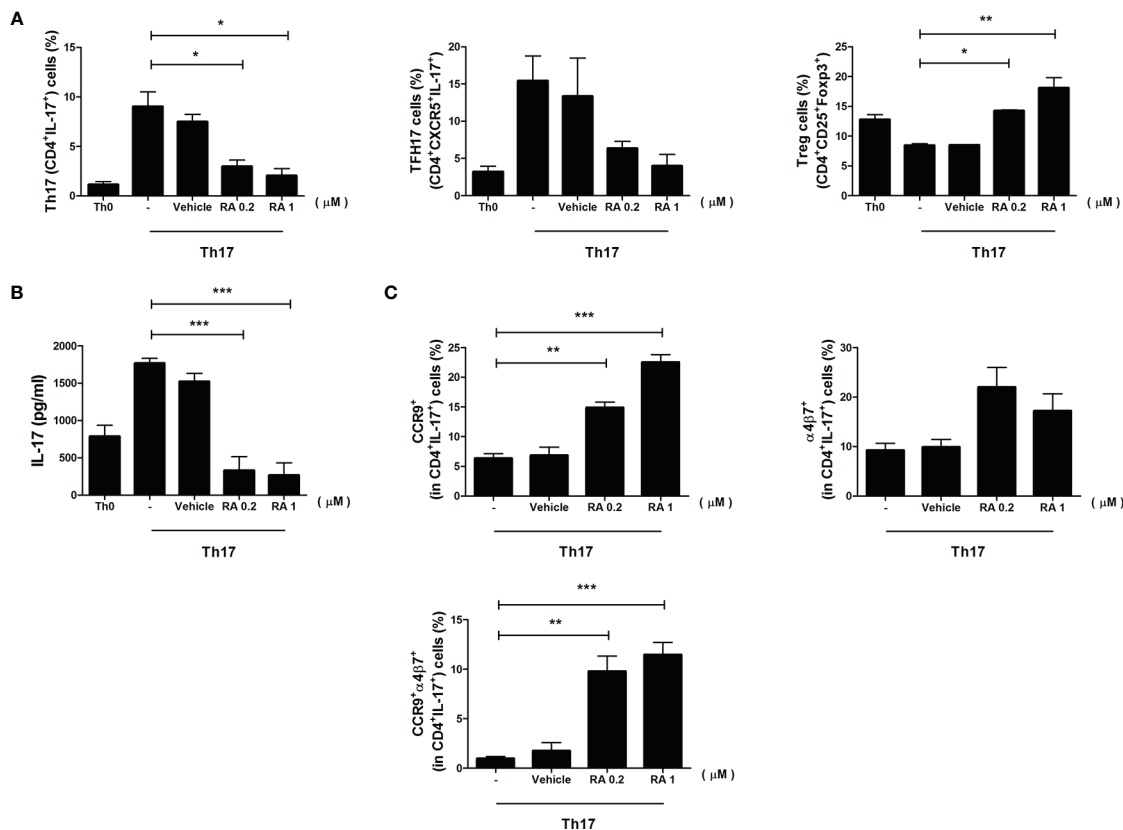 A
Th17 (CD4⁺IL-17⁺) cells (%)
15
10
5
0
*
*
Th0
-
Vehicle
RA 0.2
RA 1
( μM )
Th17
TFH17 cells (%)
(CD4⁺CXCR5⁺IL-17⁺)
20
15
10
5
0
Th0
-
Vehicle
RA 0.2
RA 1
( μM )
Th17
Treg cells (%)
(CD4⁺CD25⁺Foxp3⁺)
25
20
15
10
5
0
**
*
Th0
-
Vehicle
RA 0.2
RA 1
( μM )
Th17
B
IL-17 (pg/ml)
2000
1500
1000
500
0
***
***
Th0
-
Vehicle
RA 0.2
RA 1
( μM )
Th17
C
CCR9⁺
(in CD4⁺IL-17⁺) cells (%)
25
20
15
10
5
0
***
**
-
Vehicle
RA 0.2
RA 1
( μM )
Th17
α4β7⁺
(in CD4⁺IL-17⁺) cells (%)
30
20
10
0
-
Vehicle
RA 0.2
RA 1
( μM )
Th17
CCR9⁺α4β7⁺
(in CD4⁺IL-17⁺) cells (%)
15
10
5
0
***
**
-
Vehicle
RA 0.2
RA 1
( μM )
Th17